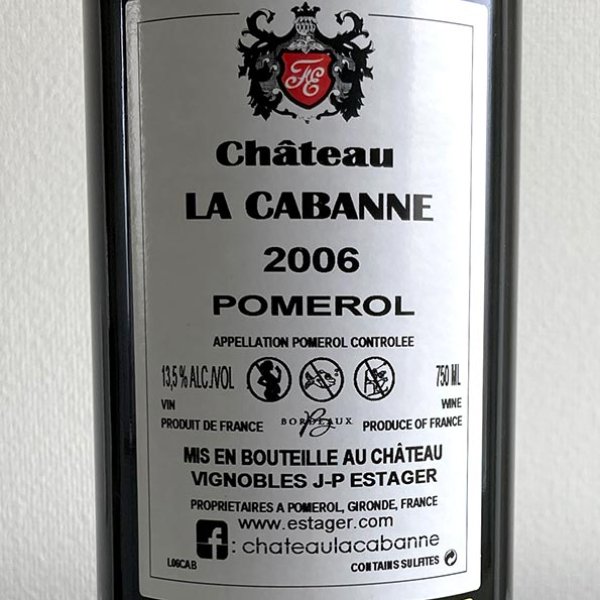 Château
LA CABANNE
2006
POMEROL
APPELLATION POMEROL CONTROLEE
13,5 % ALC./VOL 750 ML
VIN WINE
PRODUIT DE FRANCE BORDEAUX PRODUCE OF FRANCE
MIS EN BOUTEILLE AU CHÂTEAU
VIGNOBLES J-P ESTAGER
PROPRIETAIRES A POMEROL, GIRONDE, FRANCE
www.estager.com
f : chateaulacabanne
L06CAB CONTAINS SULFITES